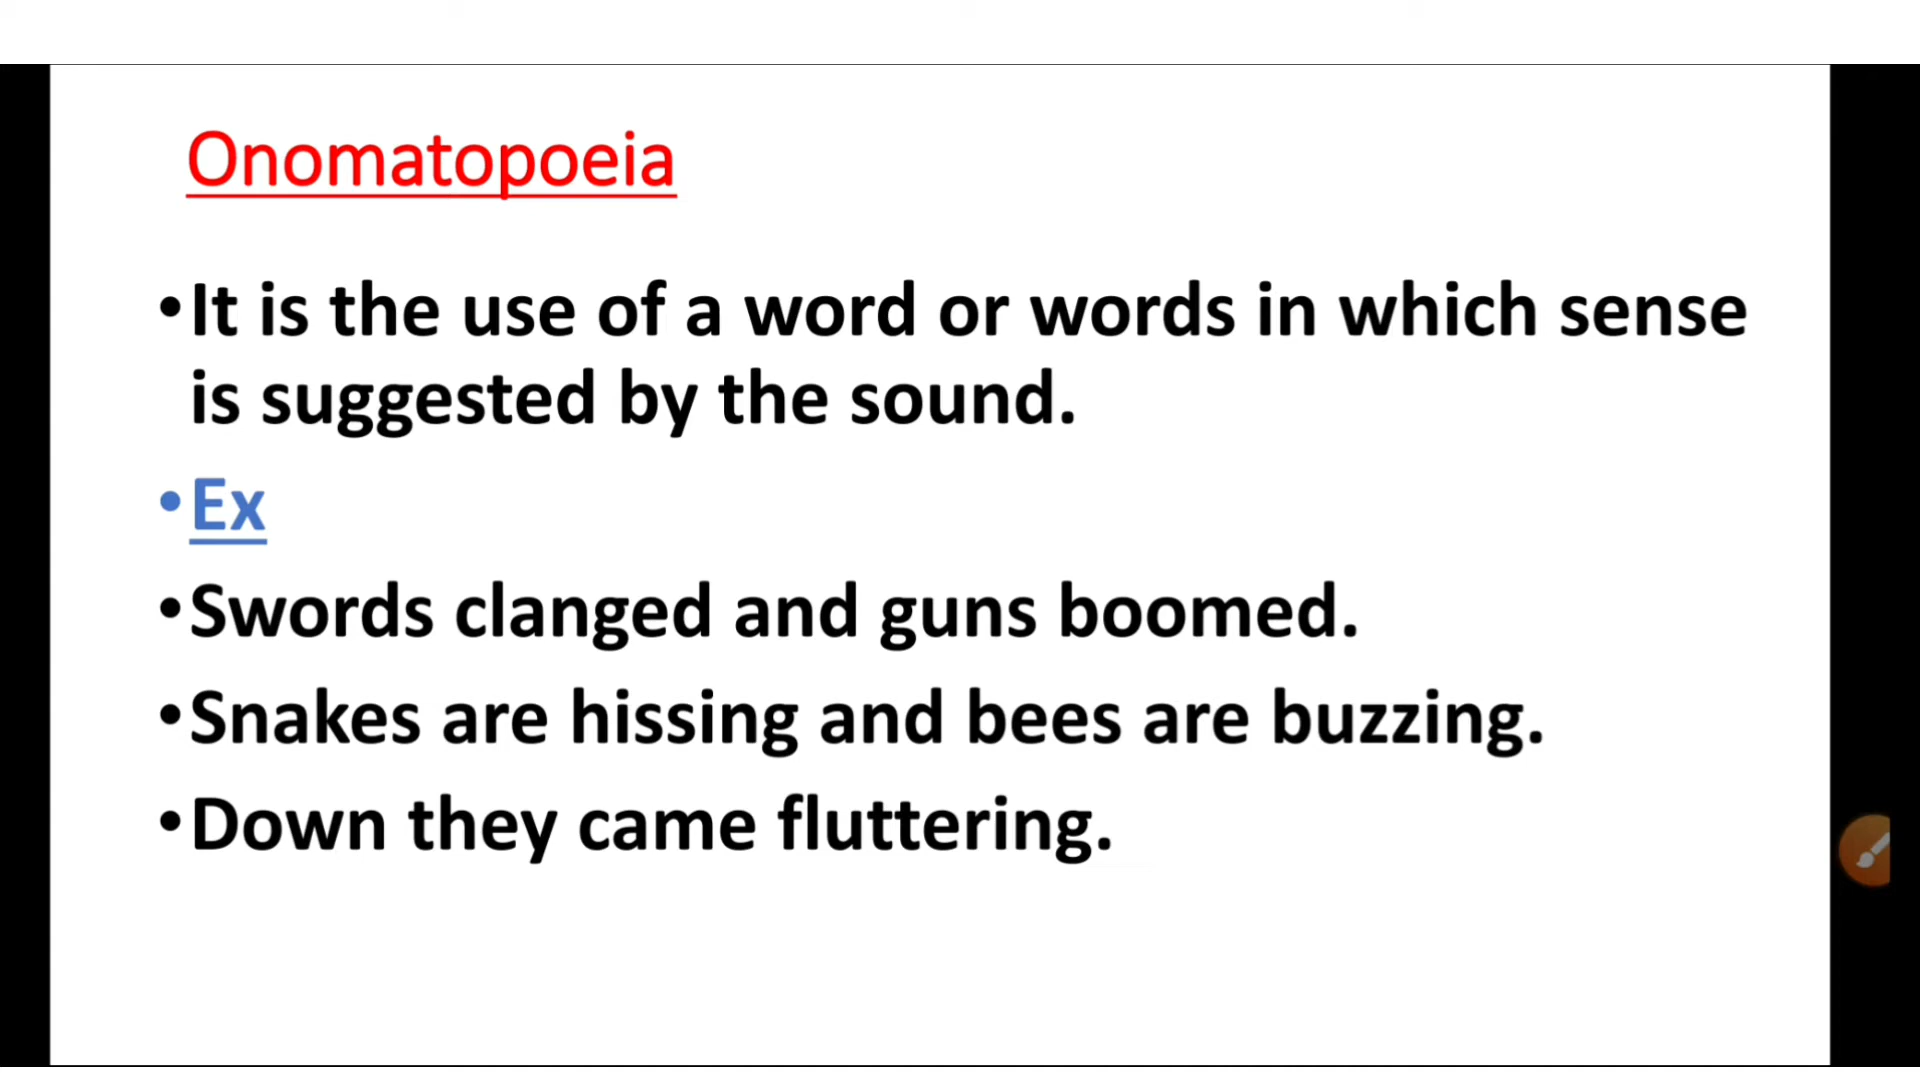 Onomatopoeia
•It is the use of a word or words in which sense
is suggested by the sound.
•Ex
•Swords clanged and guns boomed.
•Snakes are hissing and bees are buzzing.
•Down they came fluttering.